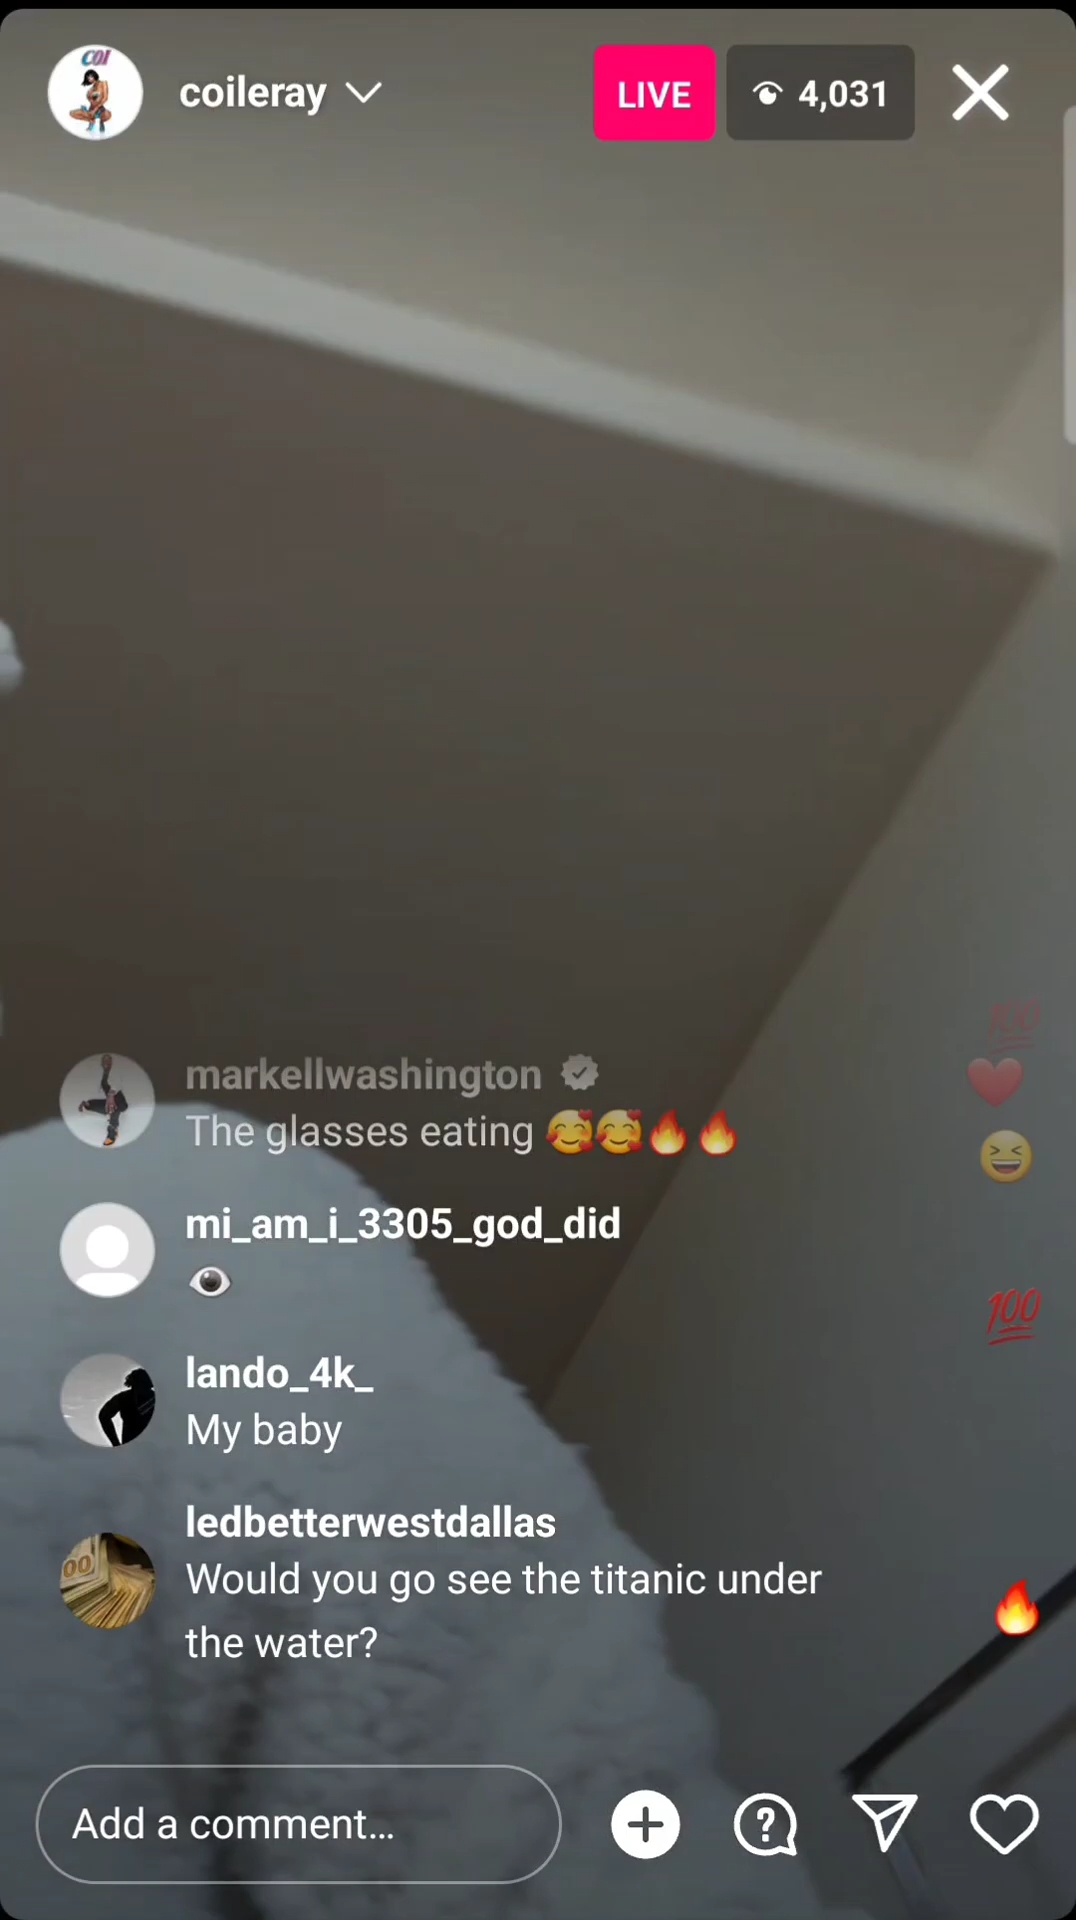 COI
coileray
LIVE
4,031
markellwashington
The glasses eating 🥰🥰🔥🔥
mi_am_i_3305_god_did
👁
lando_4k_
My baby
ledbetterwestdallas
Would you go see the titanic under
the water?
Add a comment...